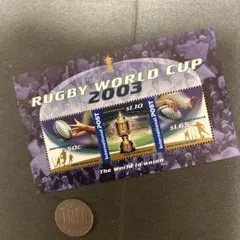 RUGBY WORLD CUP
2003
50c
$1.10
$1.65
The world in union